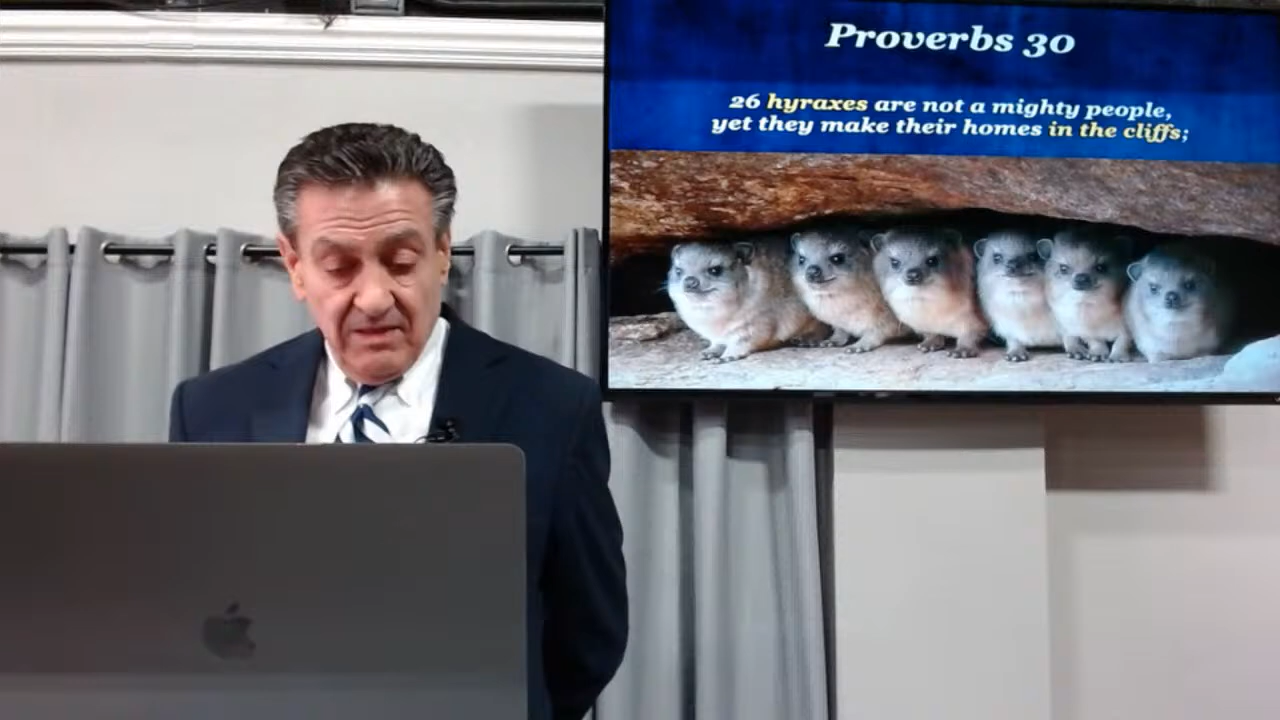 Proverbs 30
26 hyraxes are not a mighty people,
yet they make their homes in the cliffs;